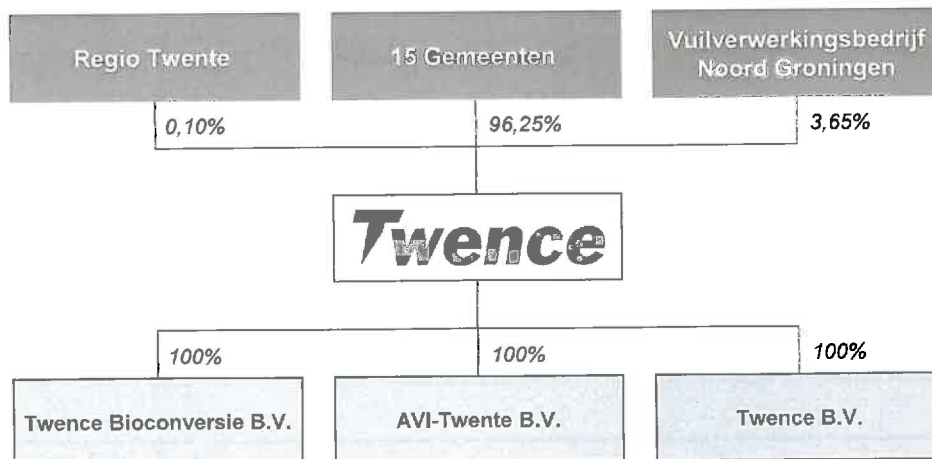 Regio Twente
15 Gemeenten
Vuilverwerkingsbedrijf
Noord Groningen
0,10%
96,25%
3,65%
Twence
100%
100%
100%
Twence Bioconversie B.V.
AVI-Twente B.V.
Twence B.V.